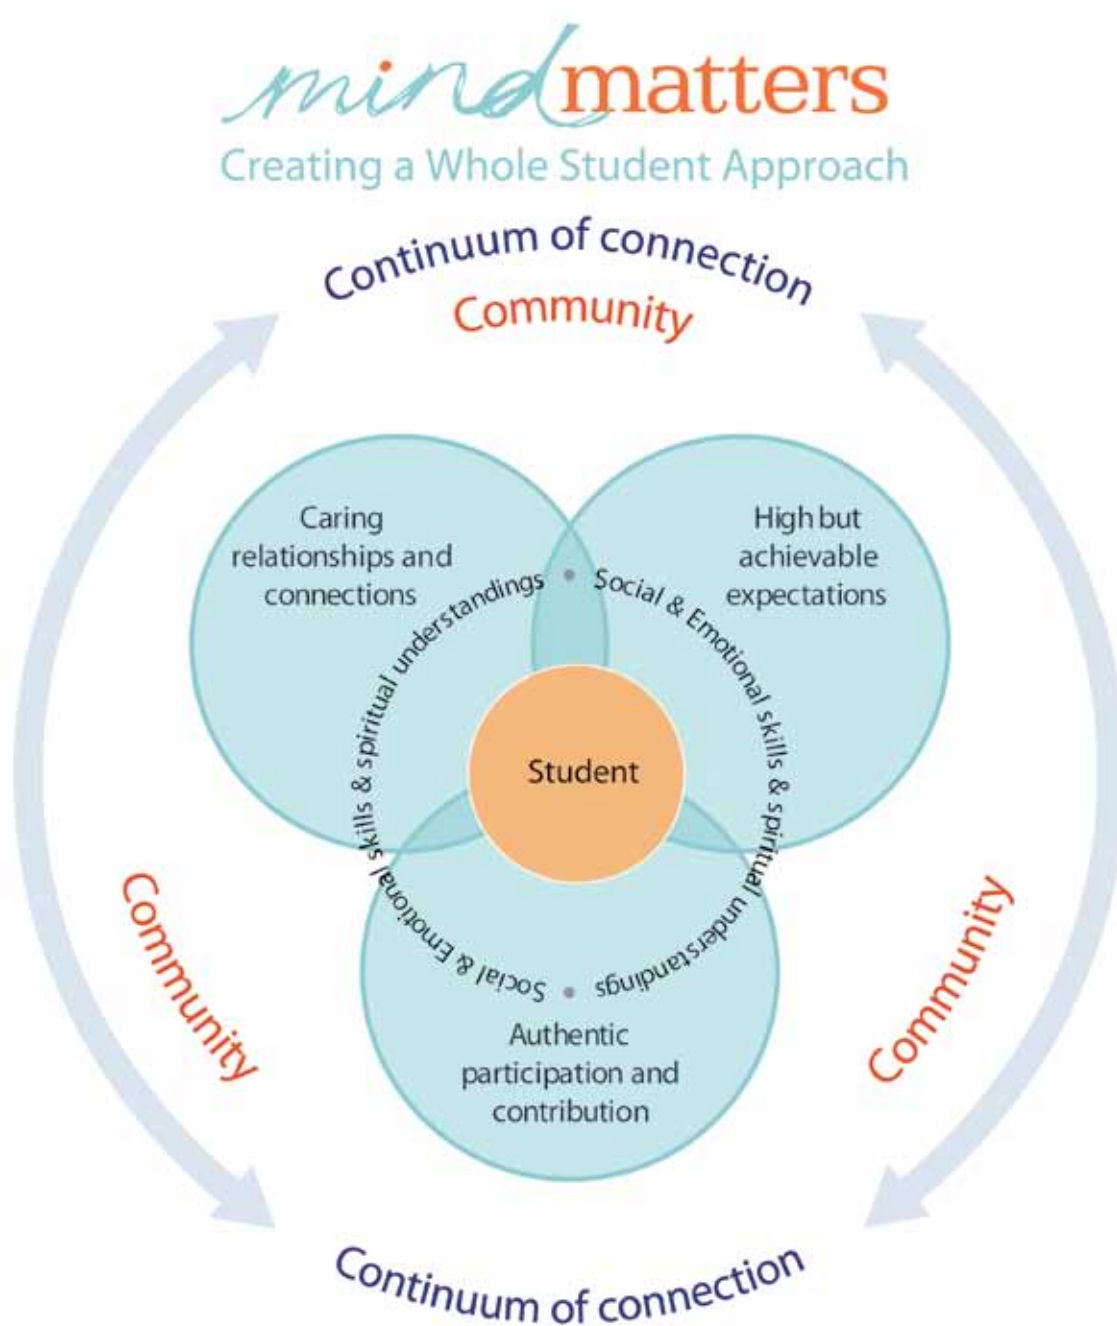 mindmatters
Creating a Whole Student Approach
Continuum of connection
Community
Caring
relationships and
connections
High but
achievable
expectations
Social & Emotional skills & spiritual understandings
Social & Emotional skills & spiritual understandings
Student
Authentic
participation and
contribution
Community
Community
Continuum of connection